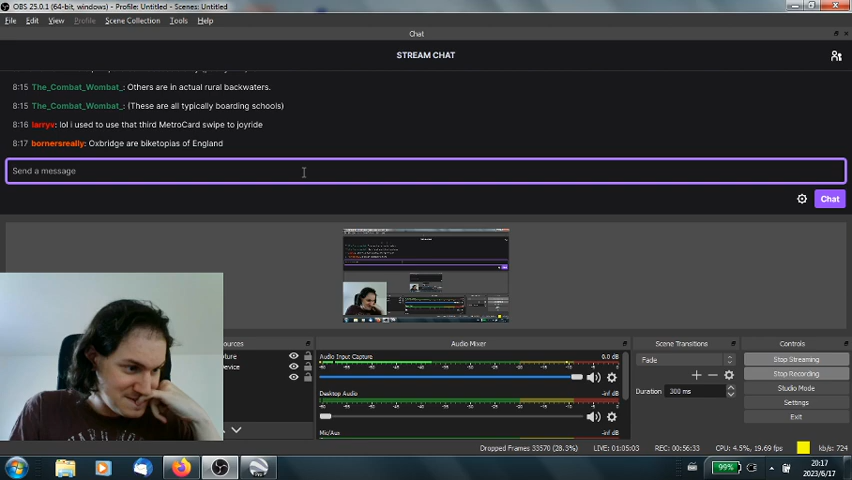 OBS 25.0.1 (64-bit, windows) - Profile: Untitled - Scenes: Untitled
File Edit View Profile Scene Collection Tools Help
Chat
STREAM CHAT
8:15 The_Combat_Wombat_: Others are in actual rural backwaters.
8:15 The_Combat_Wombat_: (These are all typically boarding schools)
8:16 larryv: lol i used to use that third MetroCard swipe to joyride
8:17 bornersreally: Oxbridge are biketopias of England
Send a message
Chat
Audio Mixer
Scene Transitions
Controls
Audio Input Capture 0.0 dB
Fade
Stop Streaming
Stop Recording
Desktop Audio -inf dB
Duration 300 ms
Studio Mode
Settings
Mic/Aux -inf dB
Exit
Dropped Frames 33570 (28.3%) LIVE: 01:05:03 REC: 00:56:33 CPU: 4.5%, 19.69 fps kb/s: 724
99%
20:17
2023/6/17